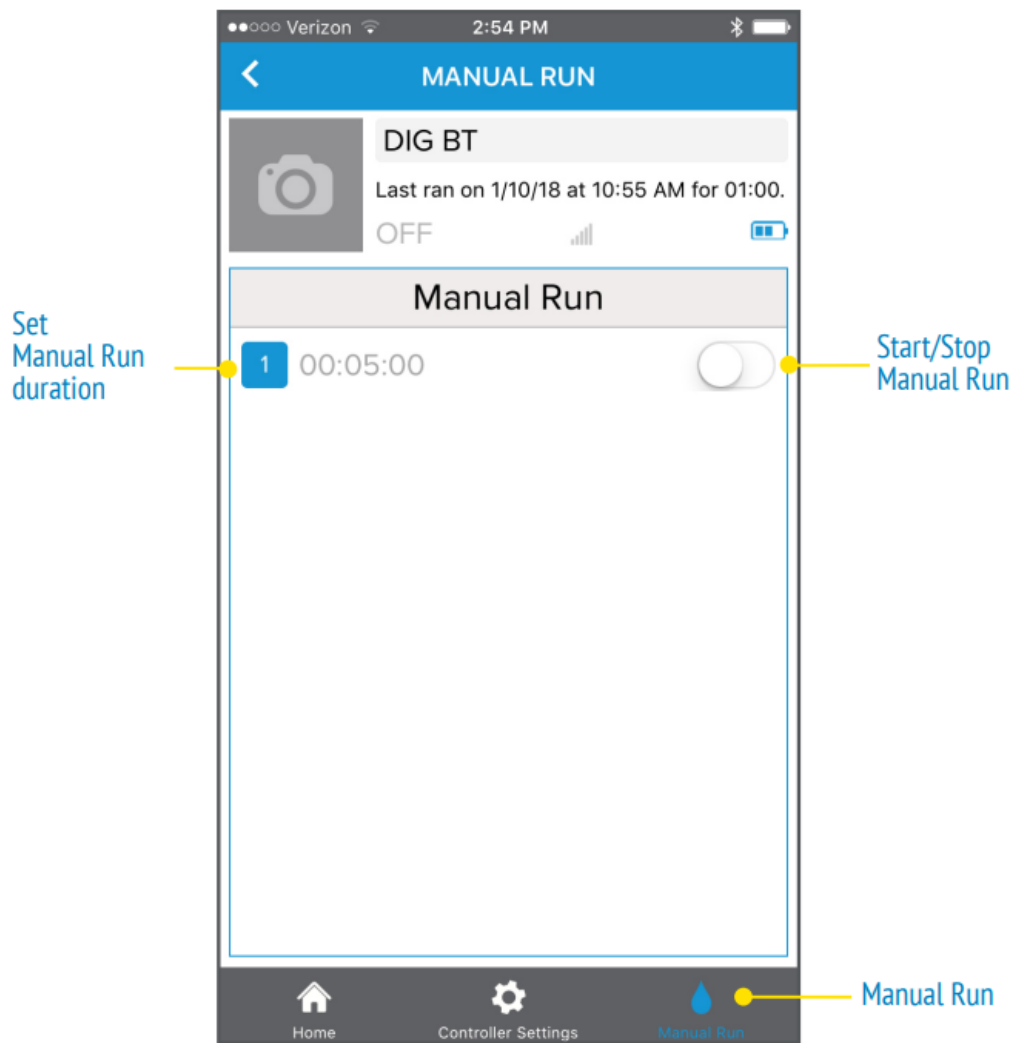 ●●○○○ Verizon 2:54 PM
MANUAL RUN
DIG BT
Last ran on 1/10/18 at 10:55 AM for 01:00.
OFF
Manual Run
Set
Manual Run
duration
1 00:05:00
Start/Stop
Manual Run
Home Controller Settings Manual Run
Manual Run